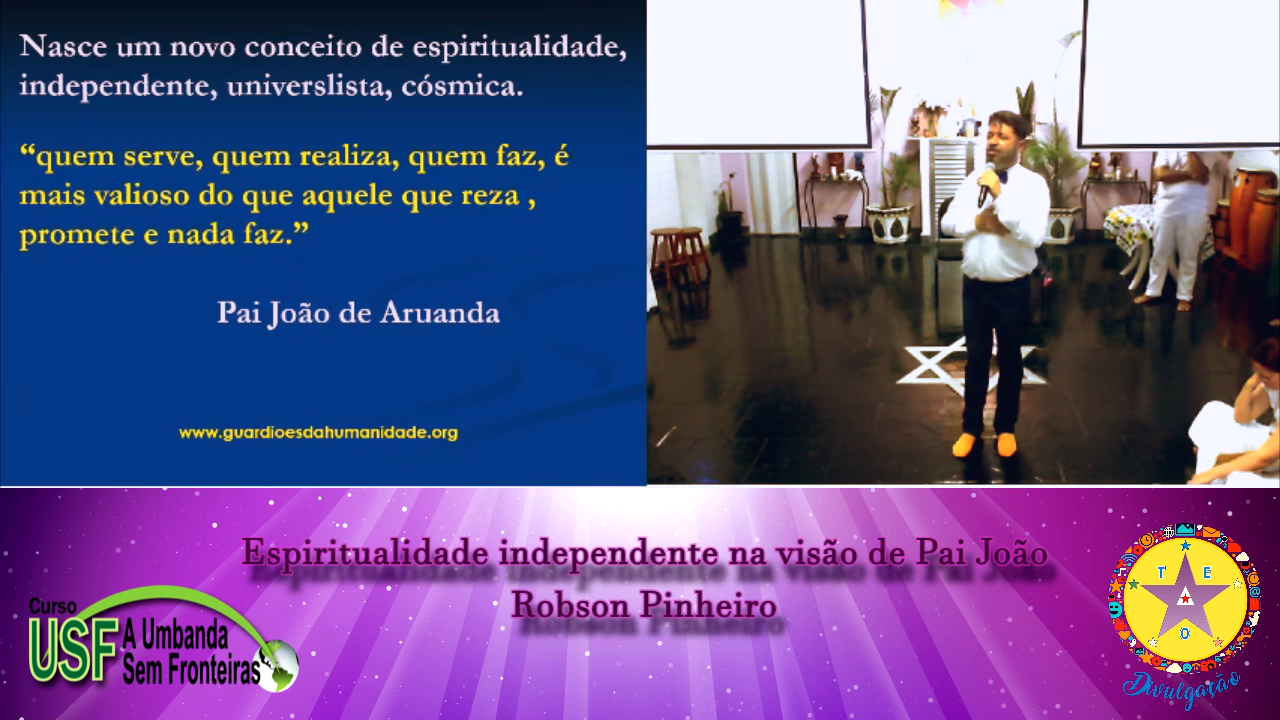 Nasce um novo conceito de espiritualidade,
independente, universlista, cósmica.
“quem serve, quem realiza, quem faz, é
mais valioso do que aquele que reza ,
promete e nada faz.”
Pai João de Aruanda
www.guardioesdahumanidade.org
Espiritualidade independente na visão de Pai João
Robson Pinheiro
Curso
USF A Umbanda
Sem Fronteiras
T E
A
O
Divulgação